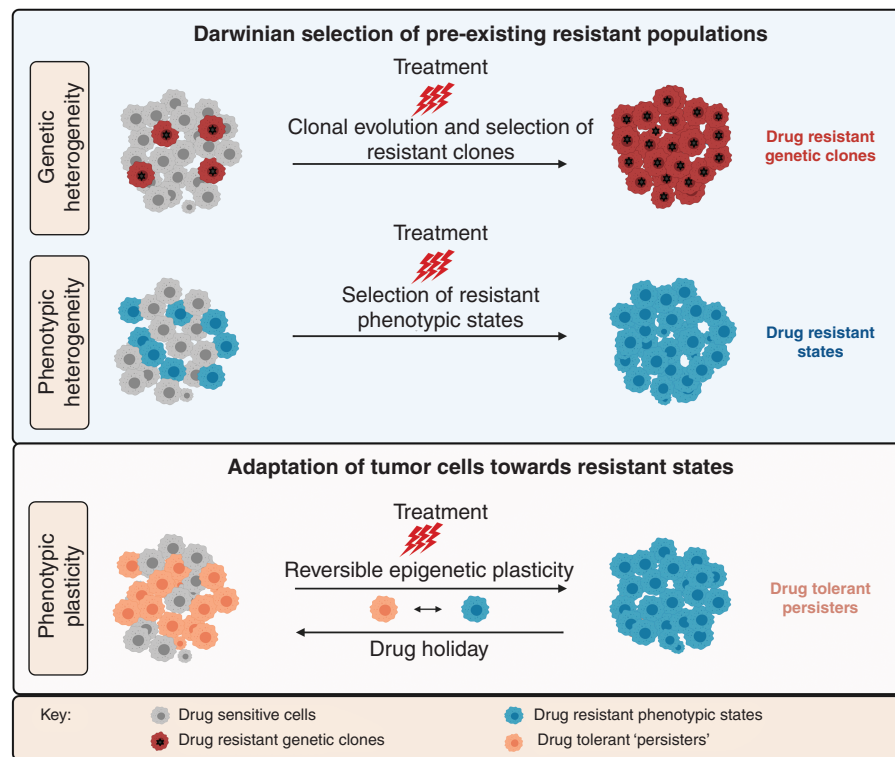 Darwinian selection of pre-existing resistant populations
Genetic
heterogeneity
Treatment
Clonal evolution and selection of
resistant clones
Drug resistant
genetic clones
Phenotypic
heterogeneity
Treatment
Selection of resistant
phenotypic states
Drug resistant
states
Adaptation of tumor cells towards resistant states
Phenotypic
plasticity
Treatment
Reversible epigenetic plasticity
Drug holiday
Drug tolerant
persisters
Key:
Drug sensitive cells
Drug resistant phenotypic states
Drug resistant genetic clones
Drug tolerant 'persisters'